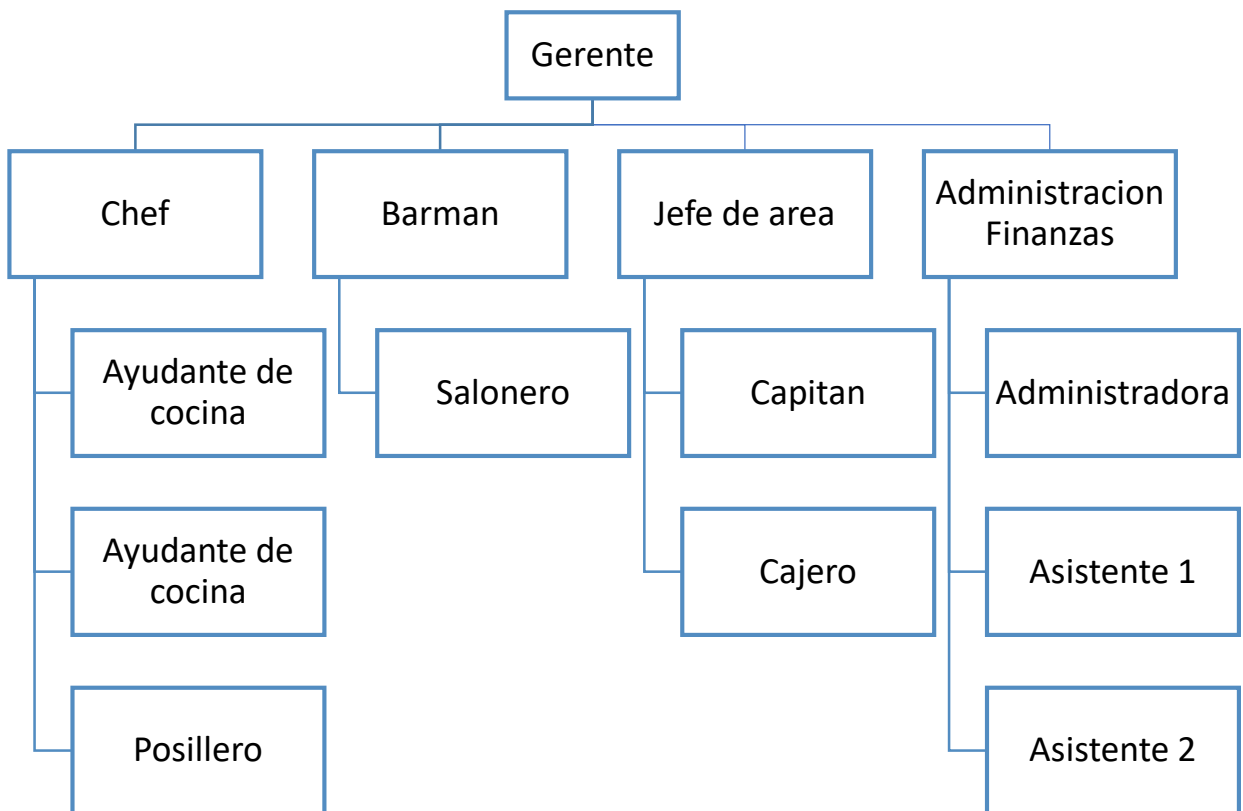 Gerente
Chef
Barman
Jefe de area
Administracion
Finanzas
Ayudante de
cocina
Salonero
Capitan
Administradora
Ayudante de
cocina
Cajero
Asistente 1
Posillero
Asistente 2